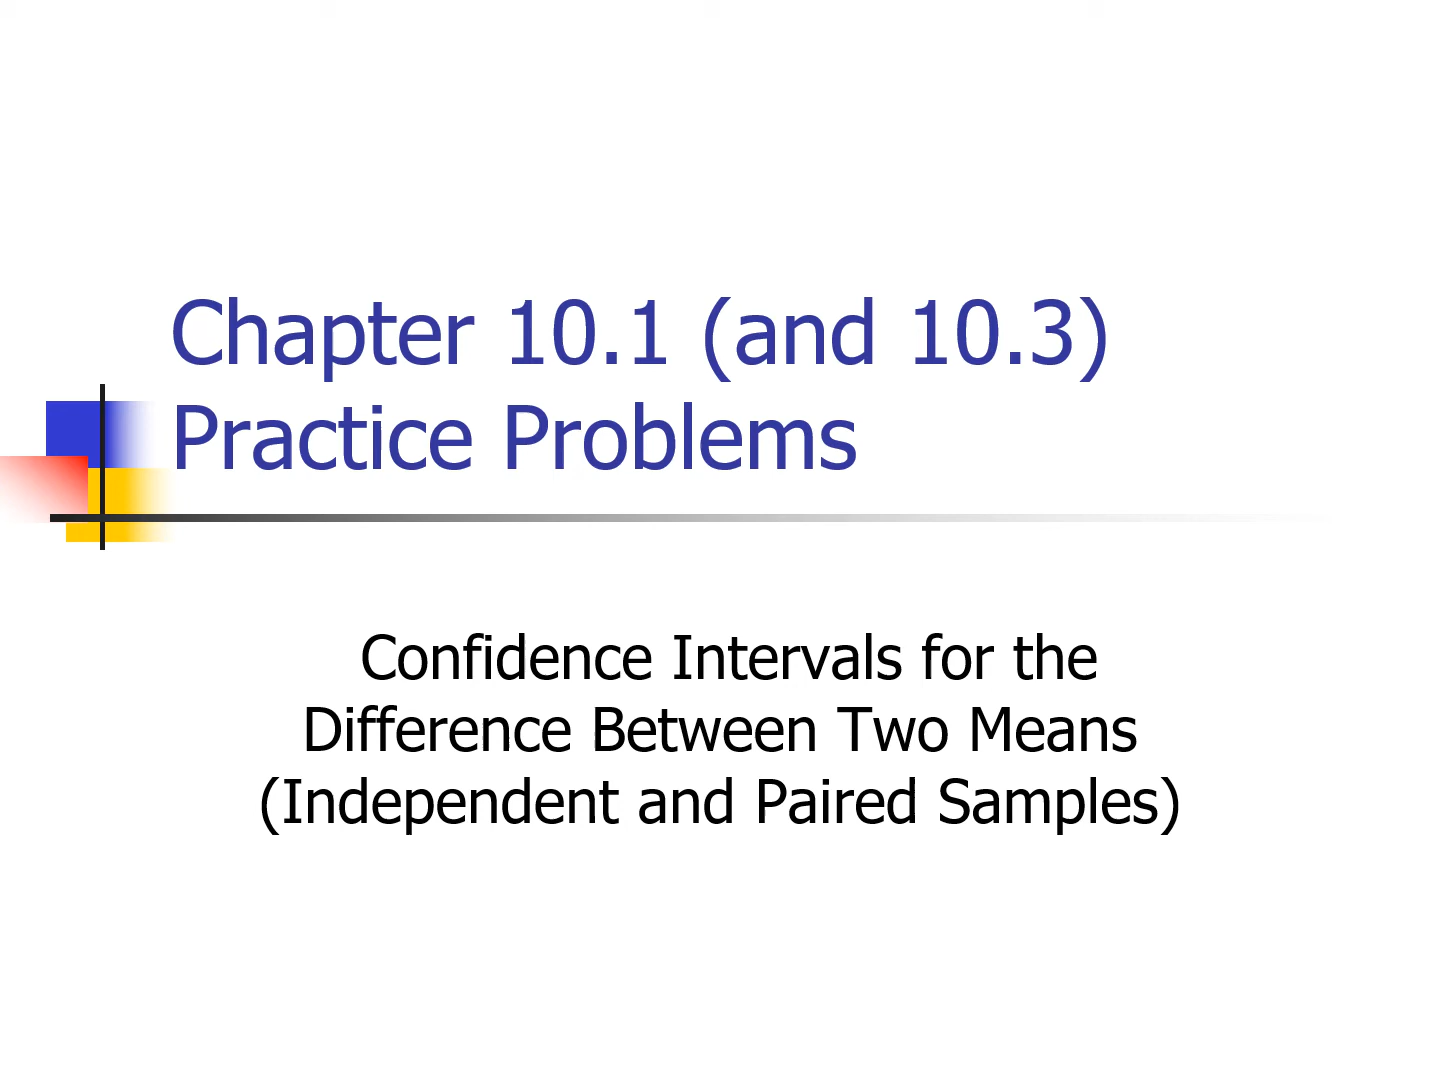 Chapter 10.1 (and 10.3)
Practice Problems
Confidence Intervals for the
Difference Between Two Means
(Independent and Paired Samples)